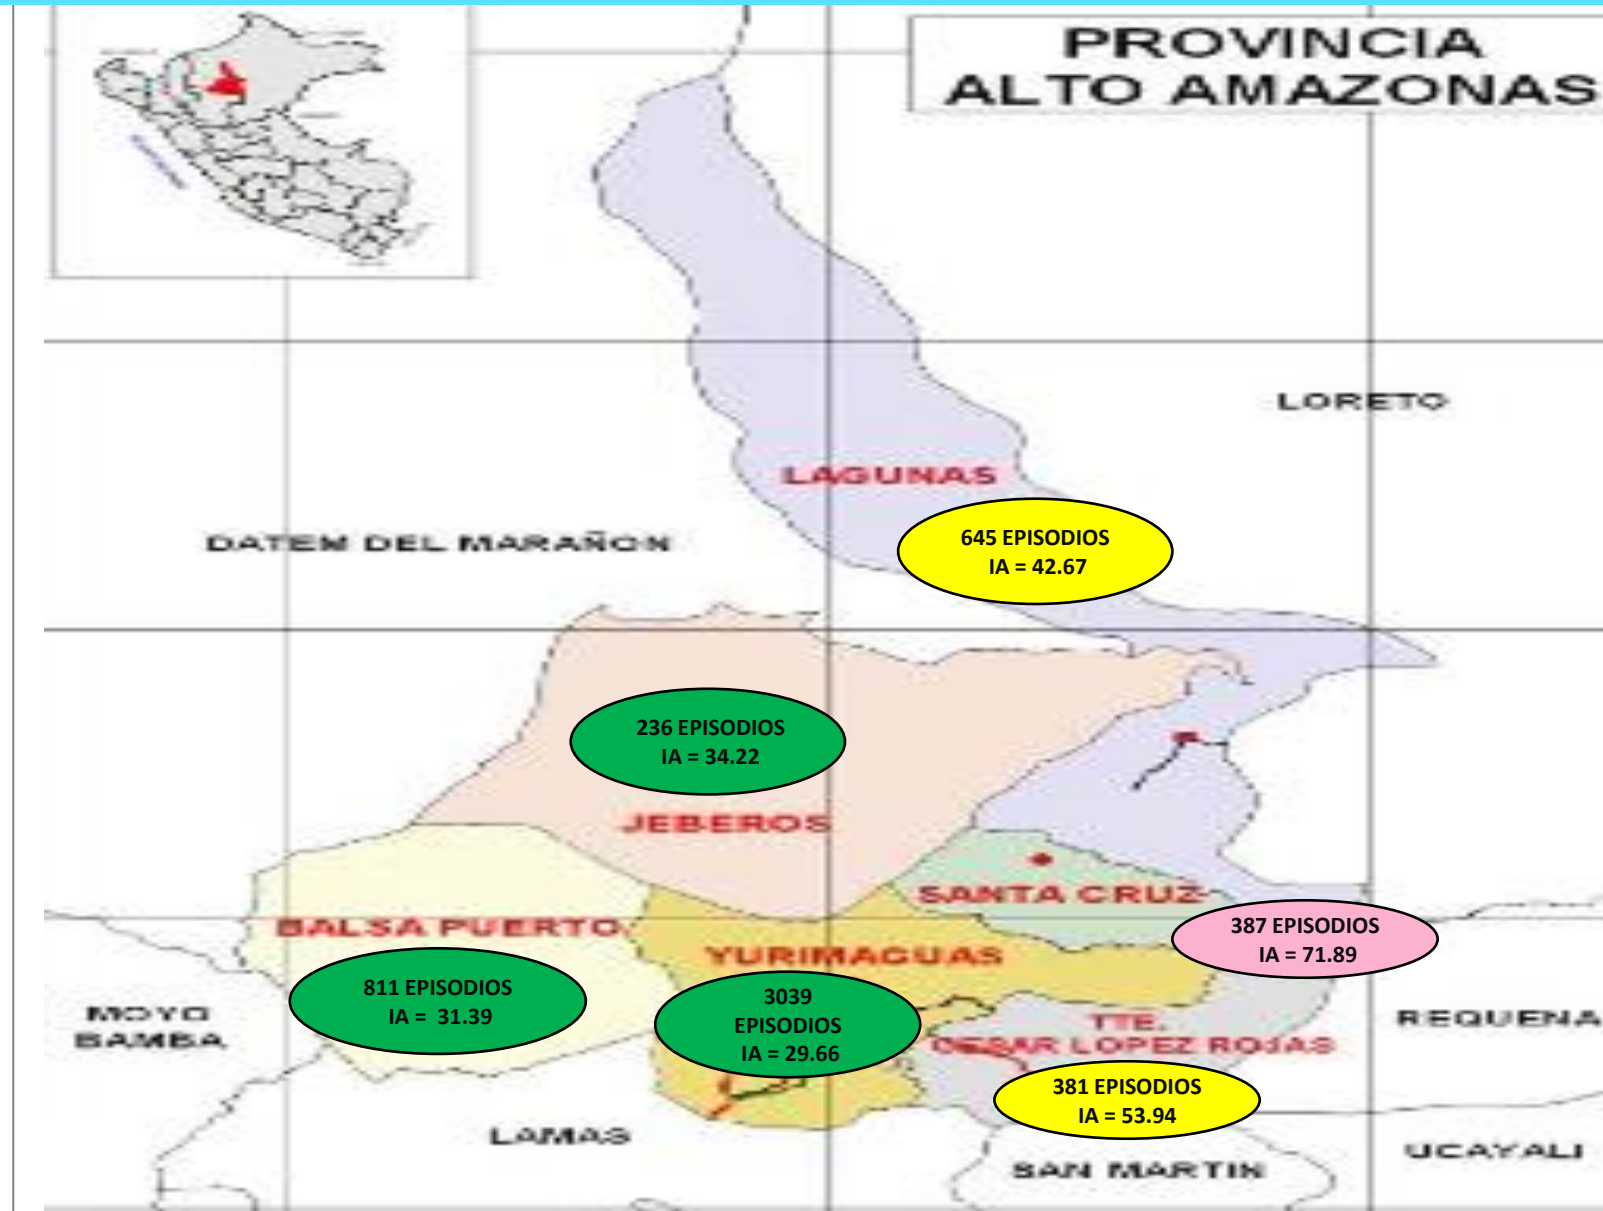 PROVINCIA
ALTO AMAZONAS
LORETO
LAGUNAS
645 EPISODIOS
IA = 42.67
DATEM DEL MARAÑON
236 EPISODIOS
IA = 34.22
JEBEROS
SANTA CRUZ
387 EPISODIOS
IA = 71.89
BALSA PUERTO
811 EPISODIOS
IA = 31.39
YURIMAGUAS
3039
EPISODIOS
IA = 29.66
MOYO
BAMBA
TTE.
CESAR LOPEZ ROJAS
381 EPISODIOS
IA = 53.94
REQUENA
LAMAS
SAN MARTIN
UCAYALI